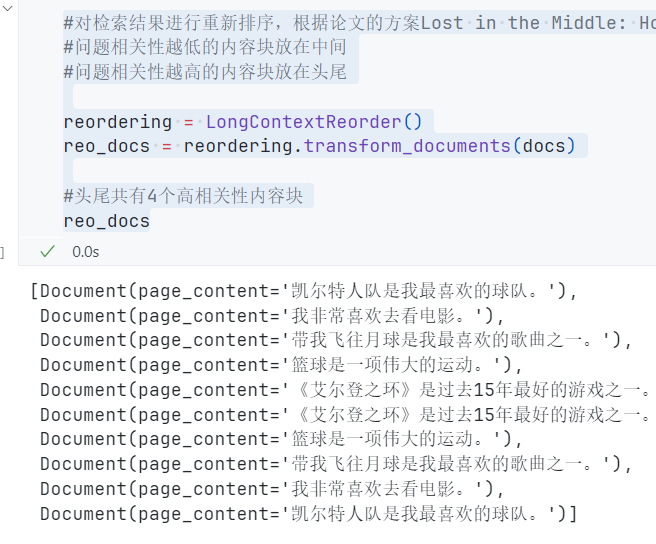 #对检索结果进行重新排序，根据论文的方案Lost in the Middle: Ho
#问题相关性越低的内容块放在中间
#问题相关性越高的内容块放在头尾
reordering = LongContextReorder()
reo_docs = reordering.transform_documents(docs)
#头尾共有4个高相关性内容块
reo_docs
] ✓ 0.0s
[Document(page_content='凯尔特人队是我最喜欢的球队。'),
Document(page_content='我非常喜欢去看电影。'),
Document(page_content='带我飞往月球是我最喜欢的歌曲之一。'),
Document(page_content='篮球是一项伟大的运动。'),
Document(page_content='《艾尔登之环》是过去15年最好的游戏之一。
Document(page_content='《艾尔登之环》是过去15年最好的游戏之一。
Document(page_content='篮球是一项伟大的运动。'),
Document(page_content='带我飞往月球是我最喜欢的歌曲之一。'),
Document(page_content='我非常喜欢去看电影。'),
Document(page_content='凯尔特人队是我最喜欢的球队。')]